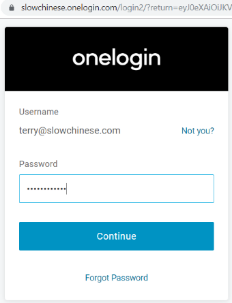 slowchinese.onelogin.com/login2/?return=eyJ0eXAiOiJKV
onelogin
Username
terry@slowchinese.com Not you?
Password
••••••••••••
Continue
Forgot Password